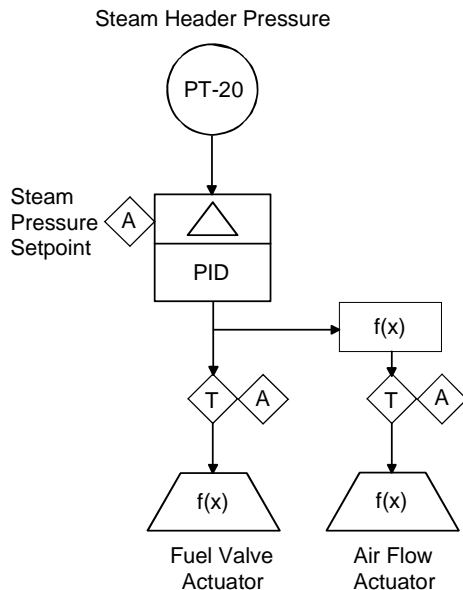 Steam Header Pressure
PT-20
Steam
Pressure
Setpoint
A
PID
f(x)
T
A
T
A
f(x)
f(x)
Fuel Valve
Actuator
Air Flow
Actuator